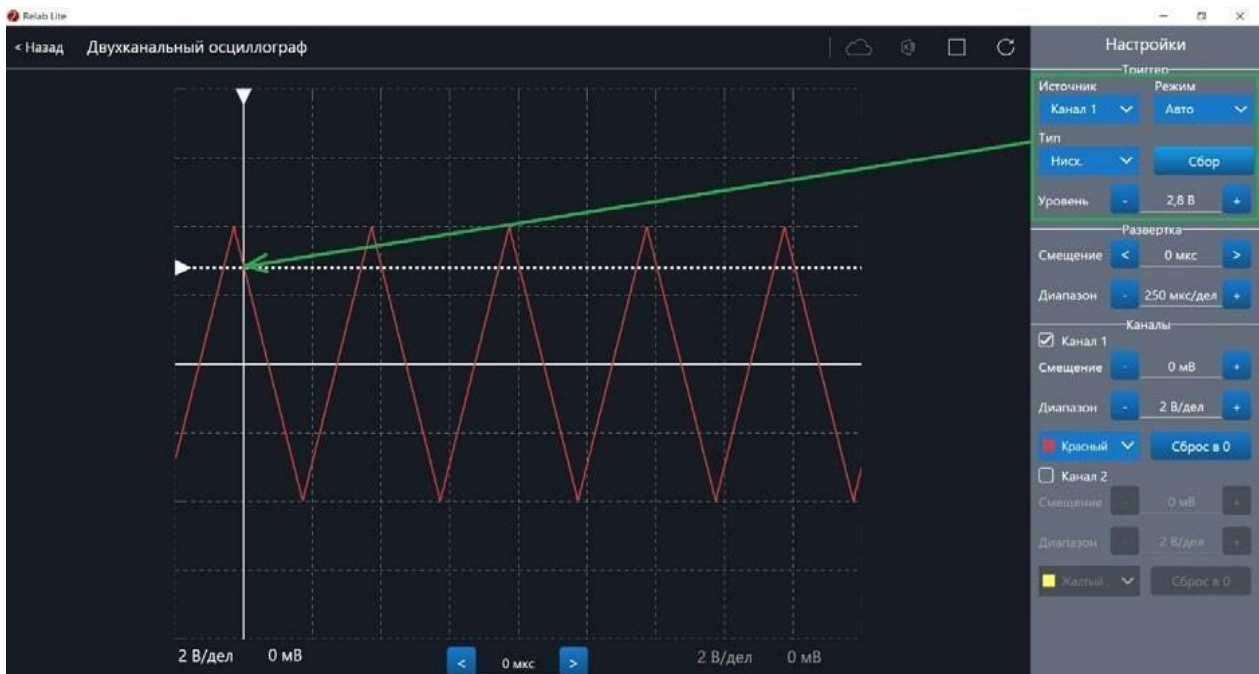 Relab Lite
< Назад Двухканальный осциллограф
Настройки
Триггер
Источник Режим
Канал 1 Авто
Тип
Нисх. Сбор
Уровень - 2,8 В +
Развертка
Смещение < 0 мкс >
Диапазон - 250 мкс/дел +
Каналы
Канал 1
Смещение - 0 мВ +
Диапазон - 2 В/дел +
Красный Сброс в 0
Канал 2
Смещение - 0 мВ +
Диапазон - 2 В/дел +
Желтый Сброс в 0
2 В/дел 0 мВ < 0 мкс > 2 В/дел 0 мВ